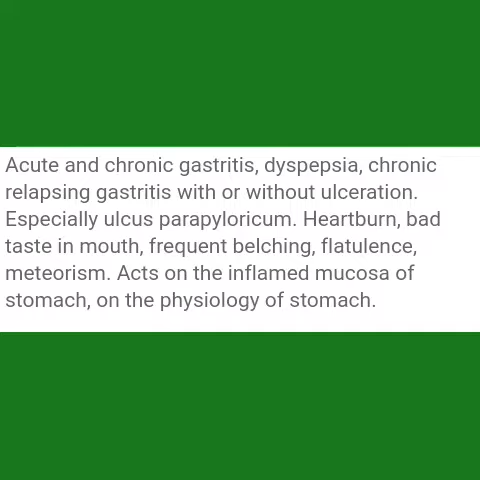 Acute and chronic gastritis, dyspepsia, chronic
relapsing gastritis with or without ulceration.
Especially ulcus parapyloricum. Heartburn, bad
taste in mouth, frequent belching, flatulence,
meteorism. Acts on the inflamed mucosa of
stomach, on the physiology of stomach.